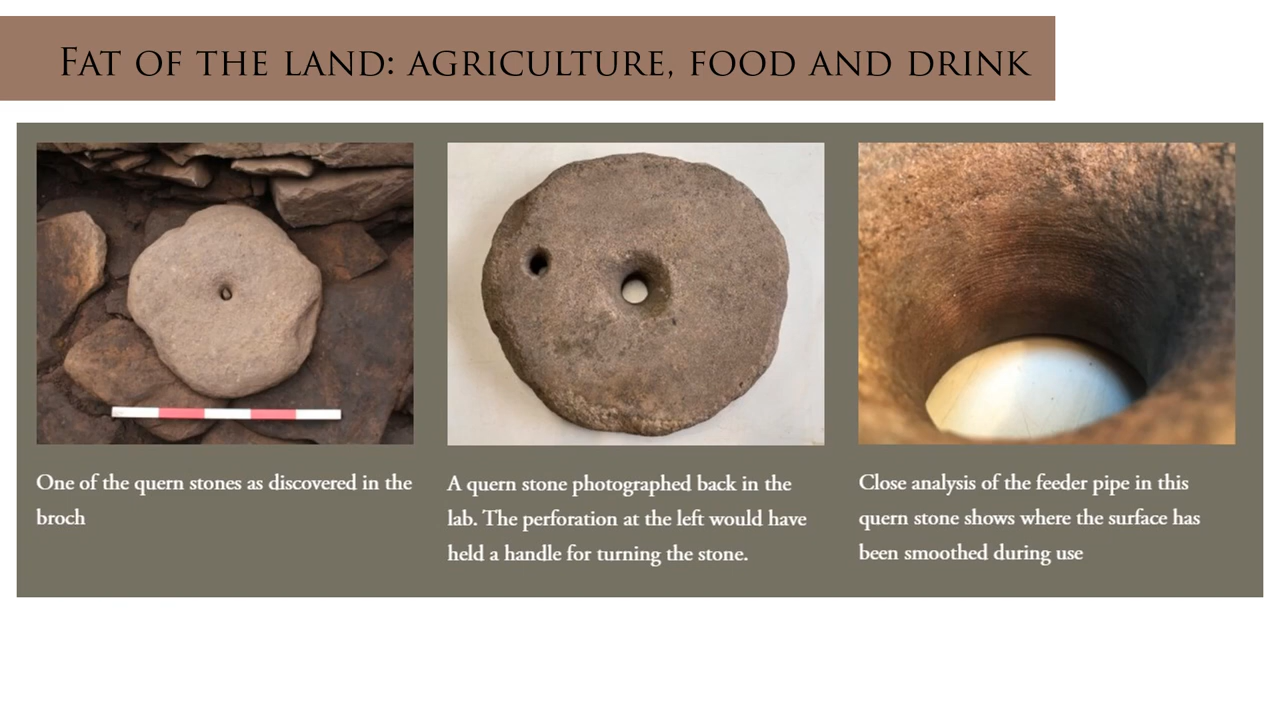 Fat of the land: agriculture, food and drink
One of the quern stones as discovered in the
broch
A quern stone photographed back in the
lab. The perforation at the left would have
held a handle for turning the stone.
Close analysis of the feeder pipe in this
quern stone shows where the surface has
been smoothed during use